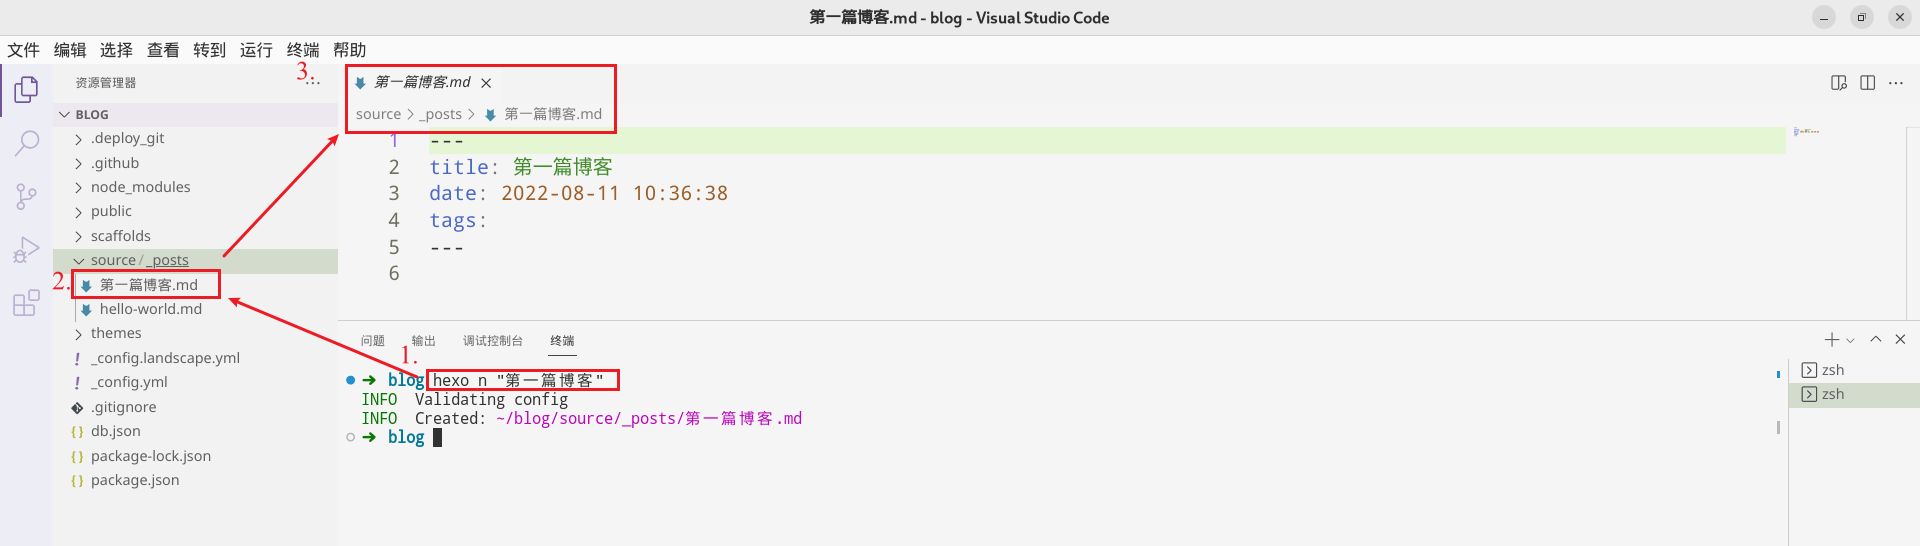 第一篇博客.md - blog - Visual Studio Code
文件 编辑 选择 查看 转到 运行 终端 帮助
资源管理器
3.
BLOG
.deploy_git
.github
node_modules
public
scaffolds
source / _posts
2.
第一篇博客.md
hello-world.md
themes
_config.landscape.yml
_config.yml
.gitignore
db.json
package-lock.json
package.json
第一篇博客.md
source > _posts > 第一篇博客.md
1 ---
2 title: 第一篇博客
3 date: 2022-08-11 10:36:38
4 tags:
5 ---
6
问题 输出 调试控制台 终端
1.
➜ blog hexo n "第一篇博客"
INFO Validating config
INFO Created: ~/blog/source/_posts/第一篇博客.md
➜ blog
zsh
zsh